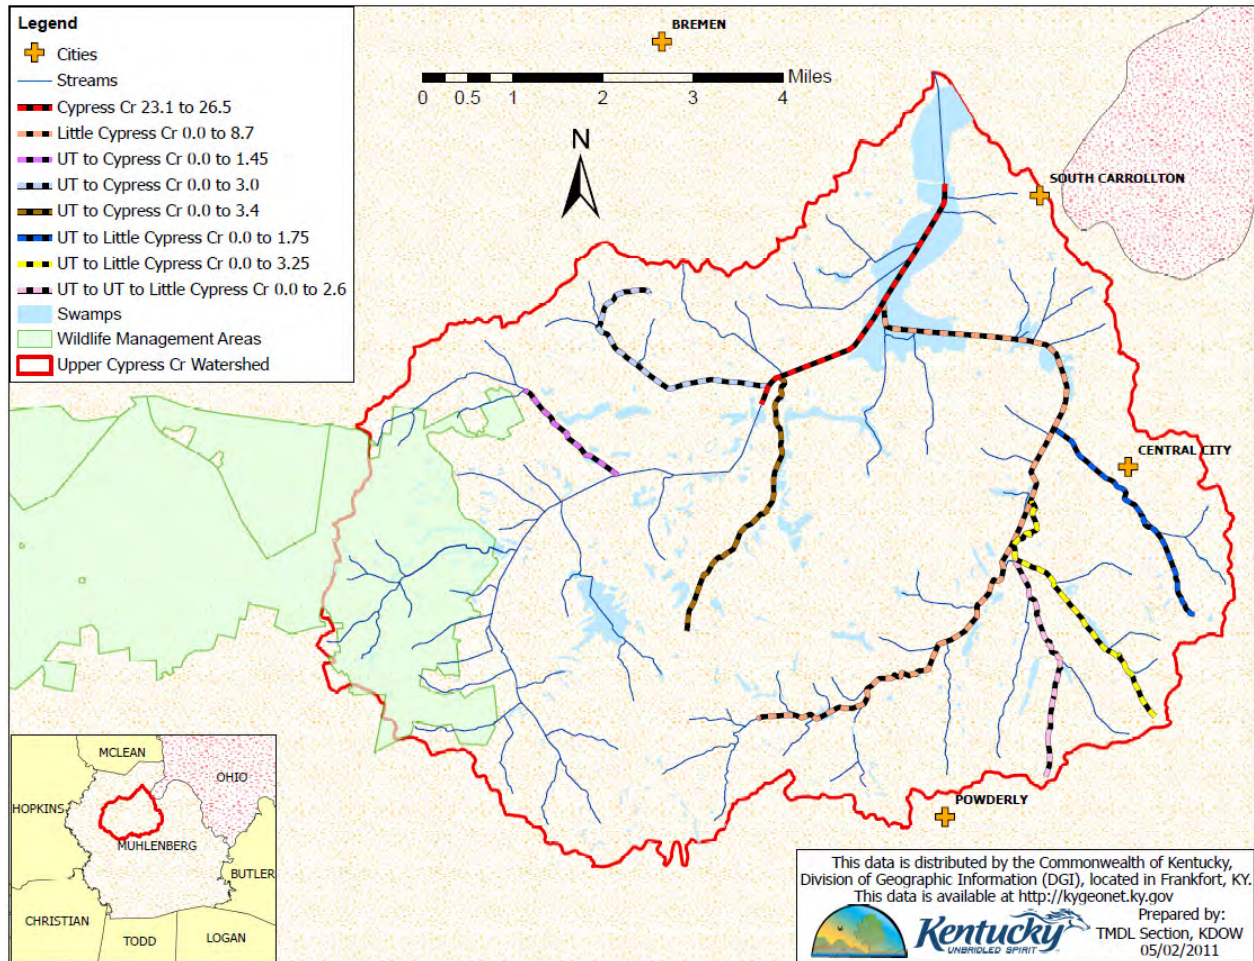 Legend
Cities
Streams
Cypress Cr 23.1 to 26.5
Little Cypress Cr 0.0 to 8.7
UT to Cypress Cr 0.0 to 1.45
UT to Cypress Cr 0.0 to 3.0
UT to Cypress Cr 0.0 to 3.4
UT to Little Cypress Cr 0.0 to 1.75
UT to Little Cypress Cr 0.0 to 3.25
UT to UT to Little Cypress Cr 0.0 to 2.6
Swamps
Wildlife Management Areas
Upper Cypress Cr Watershed
BREMEN
Miles
0 0.5 1 2 3 4
N
SOUTH CARROLLTON
CENTRAL CITY
POWDERLY
MCLEAN
OHIO
HOPKINS
MUHLENBERG
BUTLER
CHRISTIAN
TODD
LOGAN
This data is distributed by the Commonwealth of Kentucky,
Division of Geographic Information (DGI), located in Frankfort, KY.
This data is available at http://kygeonet.ky.gov
Kentucky
UNBRIDLED SPIRIT
Prepared by:
TMDL Section, KDOW
05/02/2011